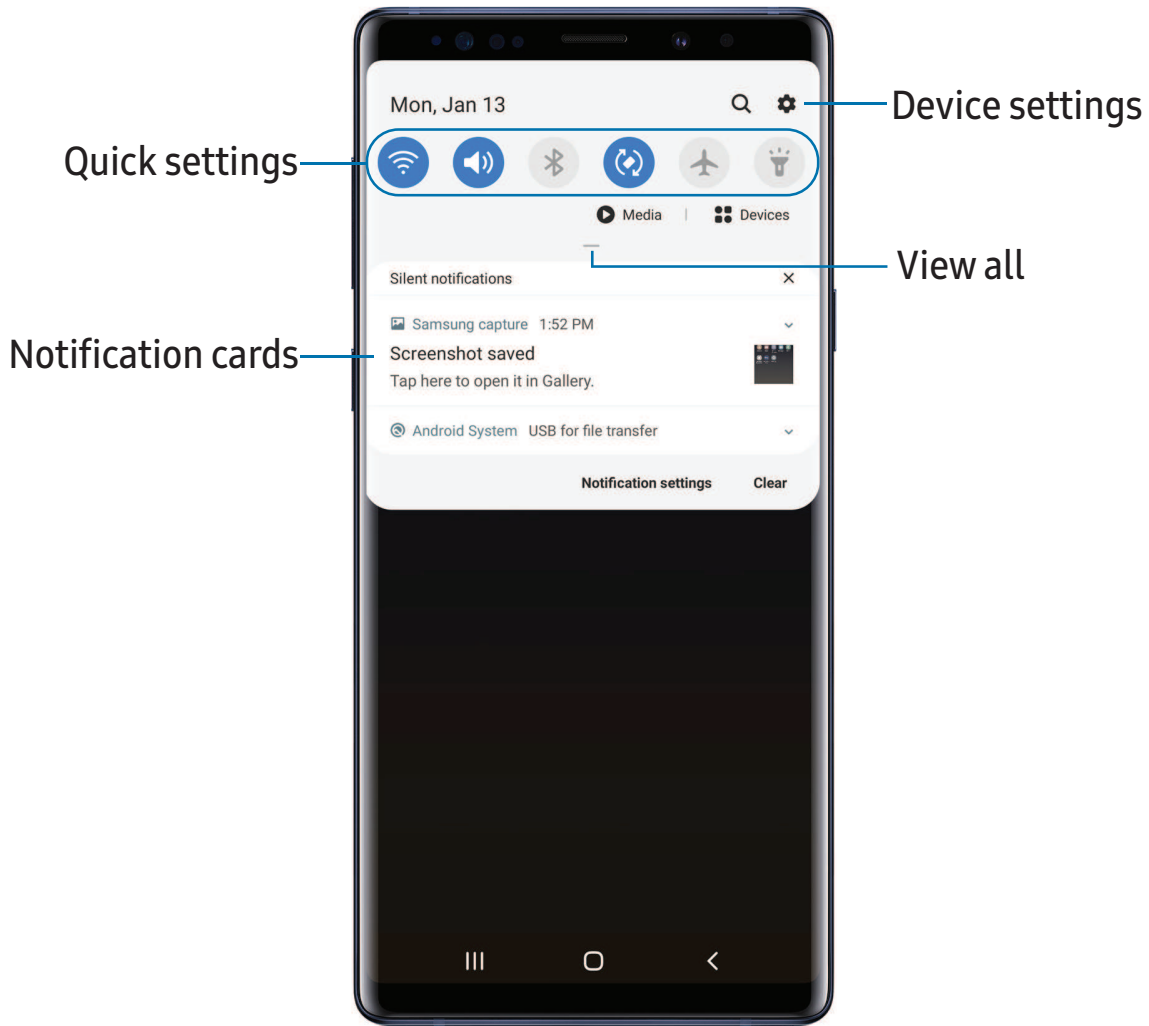 Mon, Jan 13
Device settings
Quick settings
Media | Devices
View all
Silent notifications
Samsung capture 1:52 PM
Notification cards
Screenshot saved
Tap here to open it in Gallery.
Android System USB for file transfer
Notification settings Clear